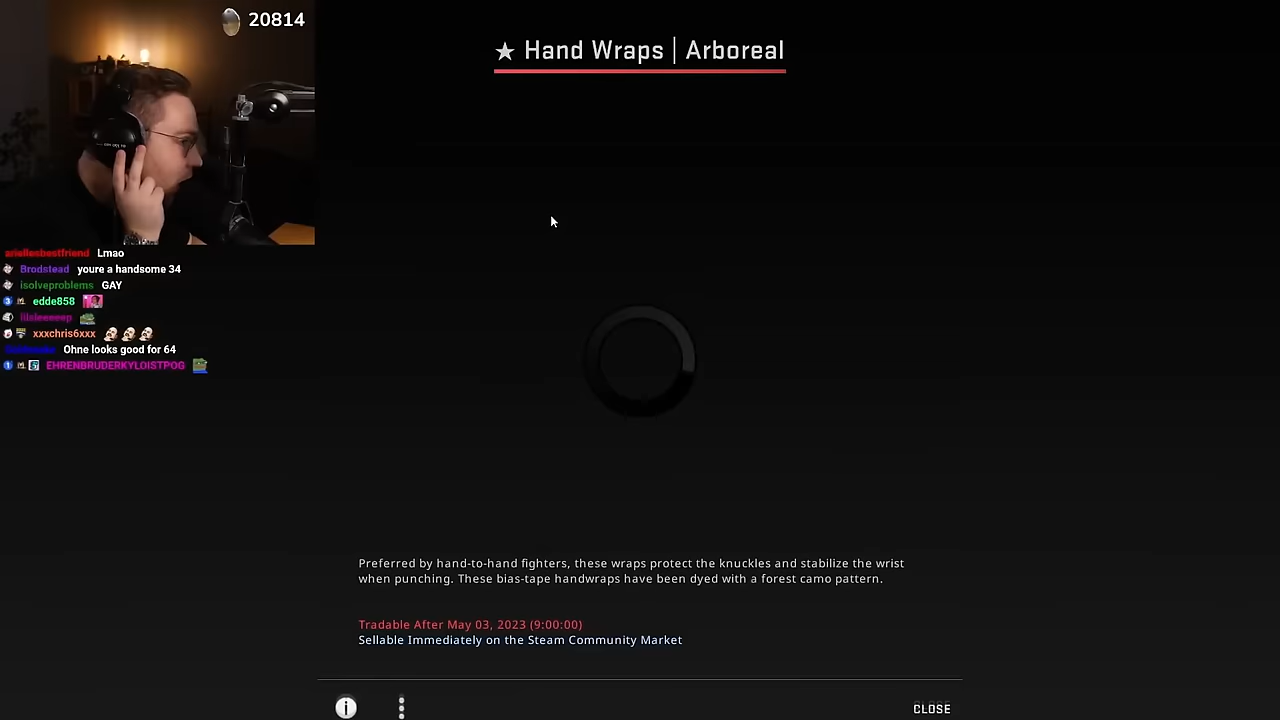 20814
★ Hand Wraps | Arboreal
ariellesbestfriend Lmao
Brodstead youre a handsome 34
isolveproblems GAY
edde858
lilsleeeeep
xxxchris6xxx
Ohne looks good for 64
EHRENBRUDERKYLOISTPOG
Preferred by hand-to-hand fighters, these wraps protect the knuckles and stabilize the wrist
when punching. These bias-tape handwraps have been dyed with a forest camo pattern.
Tradable After May 03, 2023 (9:00:00)
Sellable Immediately on the Steam Community Market
CLOSE